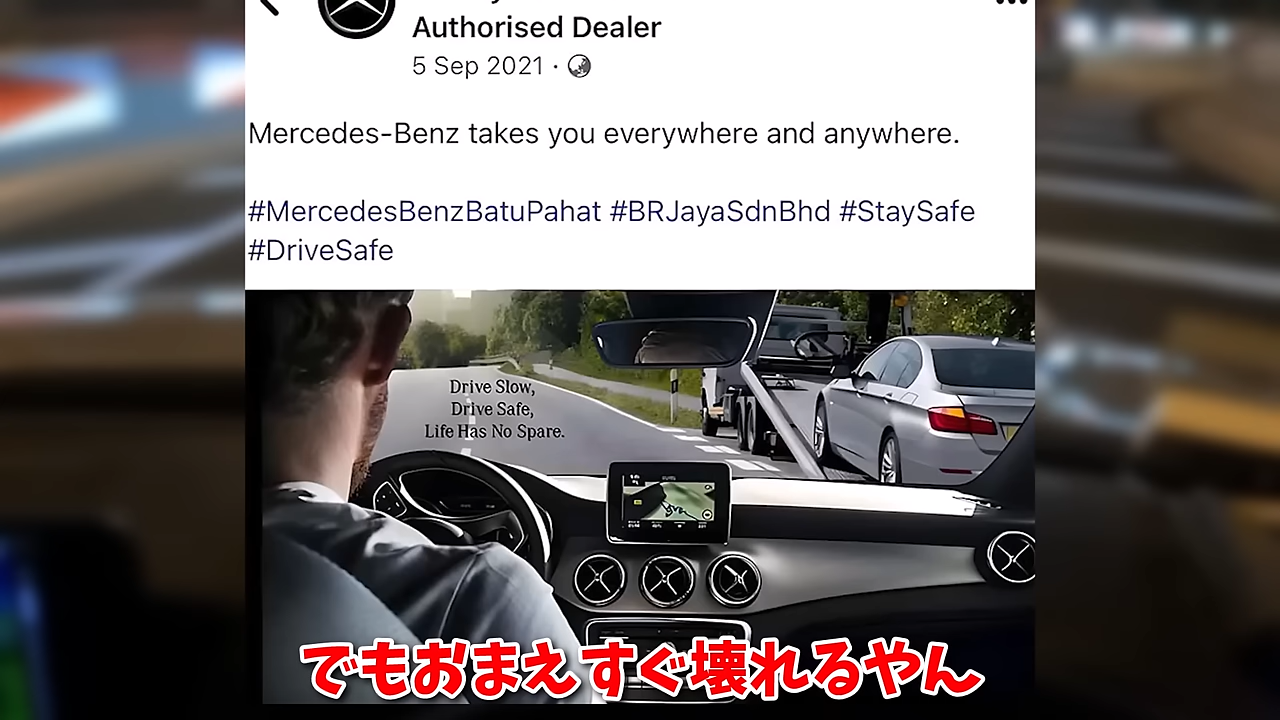 Authorised Dealer
5 Sep 2021 ·
Mercedes-Benz takes you everywhere and anywhere.
#MercedesBenzBatuPahat #BRJayaSdnBhd #StaySafe
#DriveSafe
Drive Slow,
Drive Safe,
Life Has No Spare.
でもおまえすぐ壊れるやん